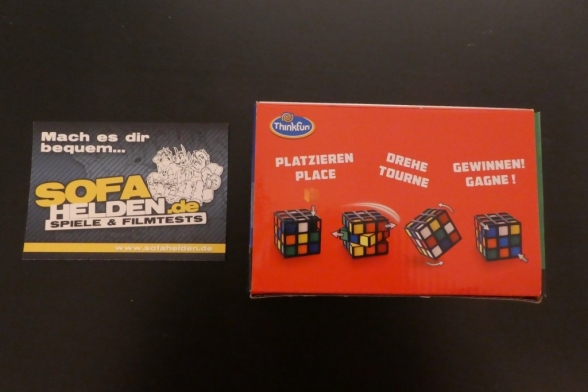 Mach es dir
bequem...
SOFA
HELDEN.de
SPIELE & FILMTESTS
www.sofahelden.de
ThinkFun
PLATZIEREN
PLACE
DREHE
TOURNE
GEWINNEN!
GAGNE !